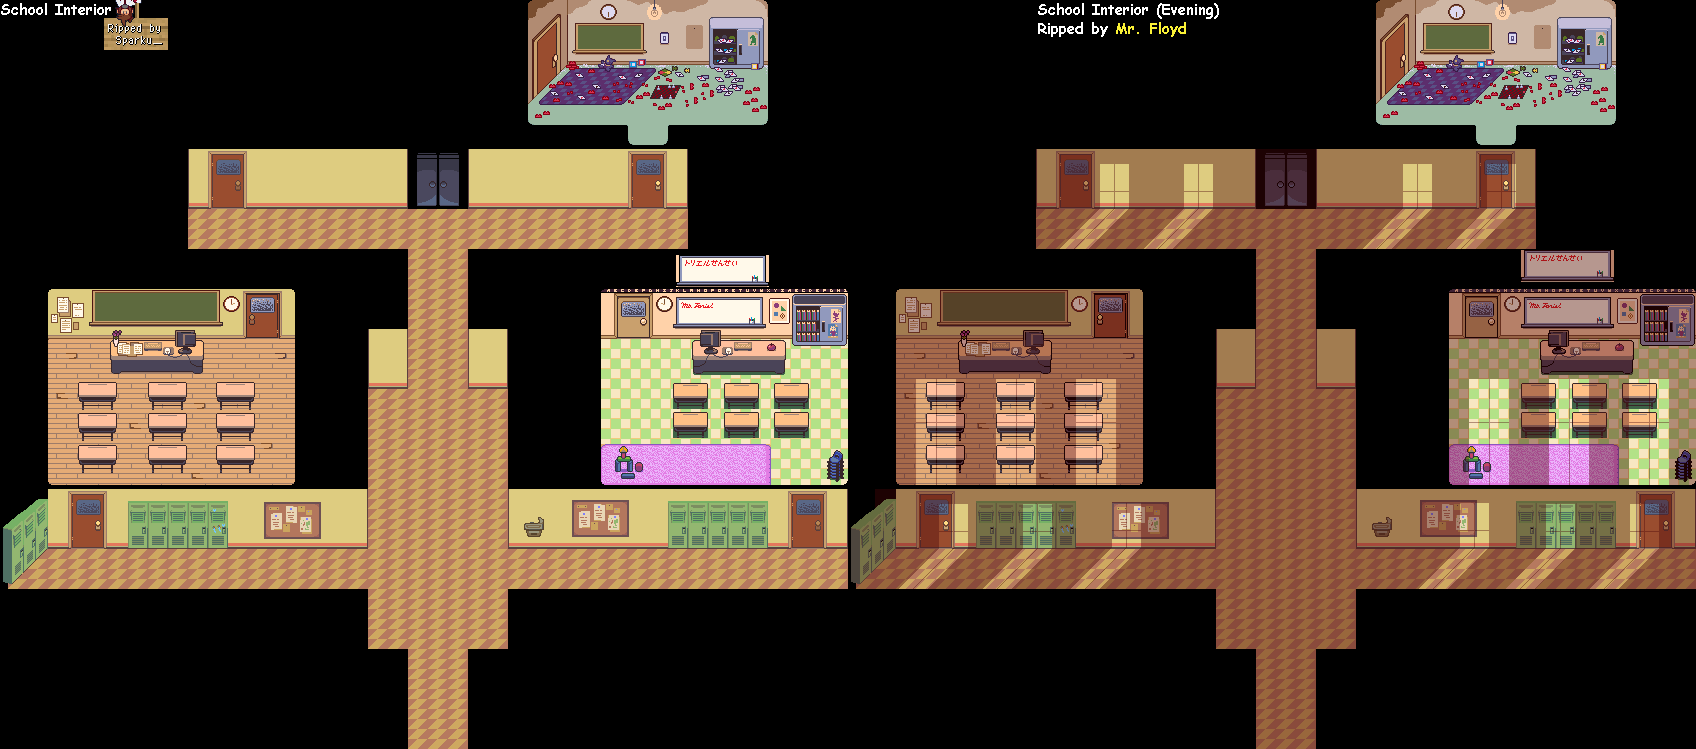 School Interior
Ripped by
Sparku__
School Interior (Evening)
Ripped by Mr. Floyd
トリエルせんせい
トリエルせんせい
Ms. Toriel